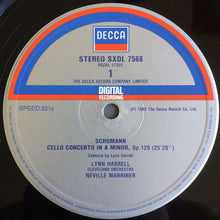 DECCA
STEREO SXDL 7568
PGZXL 17325
1
THE DECCA RECORD COMPANY LIMITED
DIGITAL
RECORDING
SPEED 33⅓
℗ 1982 The Decca Record Co. Ltd.
SCHUMANN
CELLO CONCERTO IN A MINOR, Op.129 (25'28")
Cadenza by Lynn Harrell
LYNN HARRELL
CLEVELAND ORCHESTRA
NEVILLE MARRINER